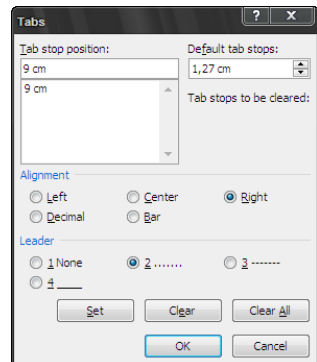 Tabs
Tab stop position:
Default tab stops:
9 cm
1,27 cm
9 cm
Tab stops to be cleared:
Alignment
Left
Center
Right
Decimal
Bar
Leader
1 None
2 .......
3 -------
4 ____
Set
Clear
Clear All
OK
Cancel